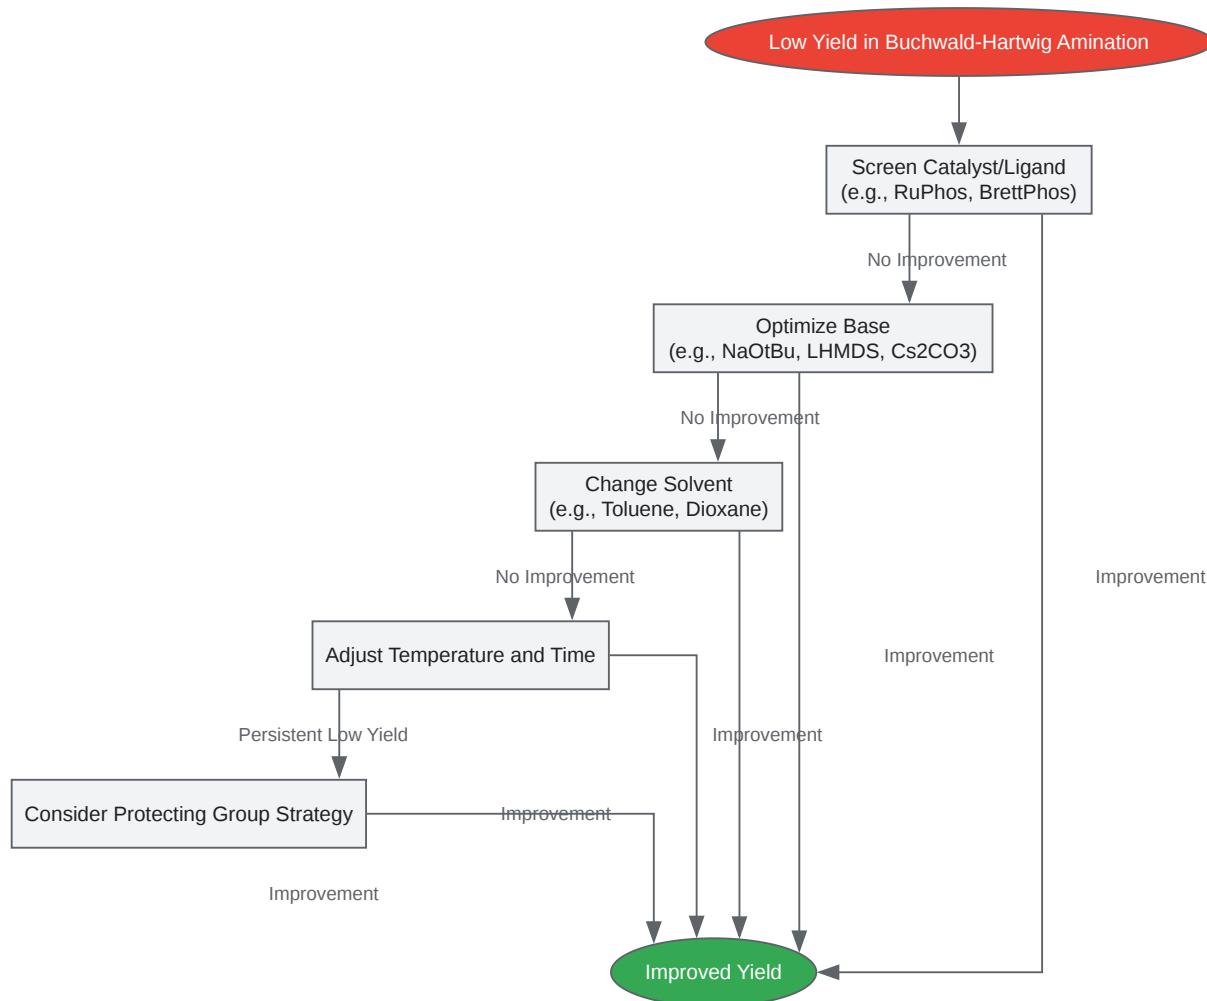 Low Yield in Buchwald-Hartwig Amination
Screen Catalyst/Ligand
(e.g., RuPhos, BrettPhos)
No Improvement
Optimize Base
(e.g., NaOtBu, LHMDS, Cs2CO3)
No Improvement
Change Solvent
(e.g., Toluene, Dioxane)
No Improvement
Improvement
Adjust Temperature and Time
Improvement
Persistent Low Yield
Improvement
Consider Protecting Group Strategy
Improvement
Improvement
Improved Yield